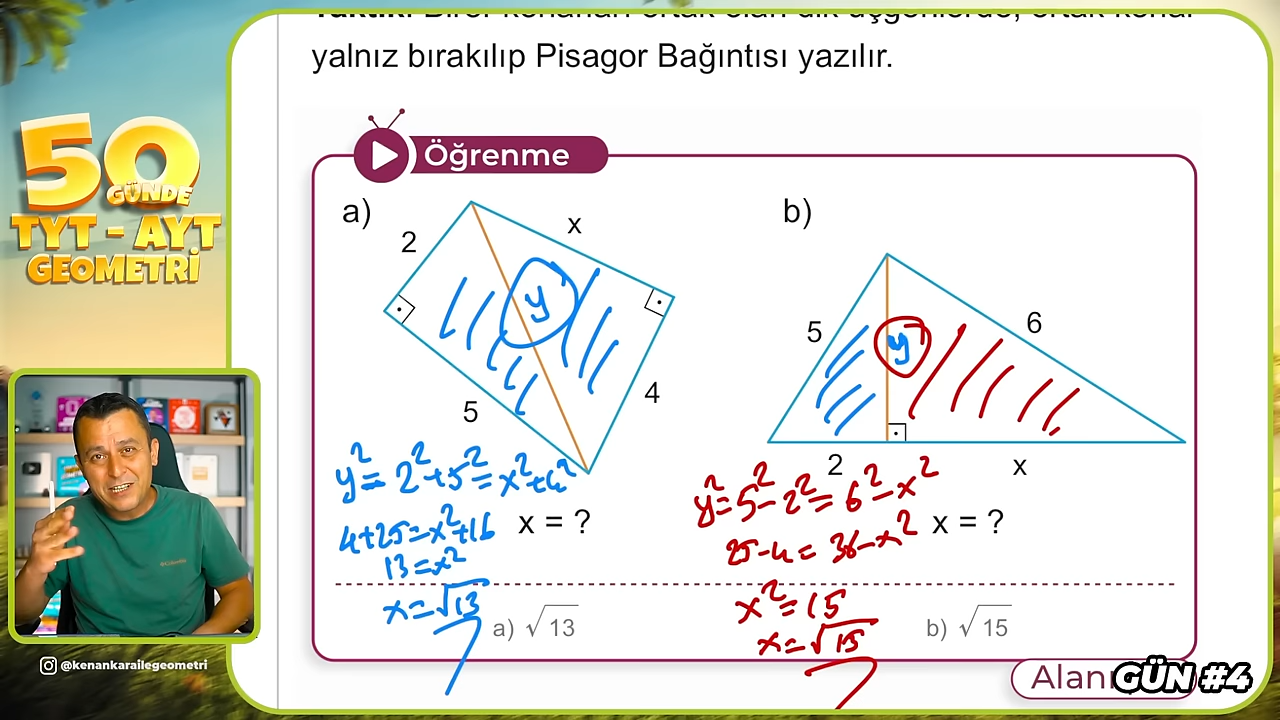 yalnız bırakılıp Pisagor Bağıntısı yazılır.
50
GÜNDE
TYT - AYT
GEOMETRİ
Öğrenme
a)
2
x
y
5
4
y² = 2² + 5² = x² + 4²
4+25 = x² + 16
13 = x²
x = √13
x = ?
a) √13
b)
5
y
6
2
x
y² = 5² - 2² = 6² - x²
25-4 = 36-x²
x² = 15
x = √15
x = ?
b) √15
@kenankarailegeometri
Alanı
GÜN #4